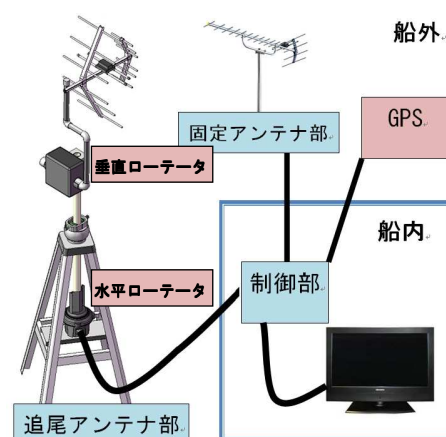 船外
GPS
固定アンテナ部
垂直ローテータ
船内
制御部
水平ローテータ
追尾アンテナ部